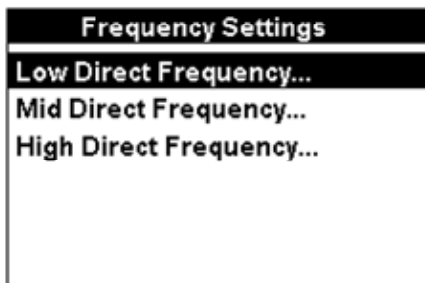 Frequency Settings
Low Direct Frequency...
Mid Direct Frequency...
High Direct Frequency...